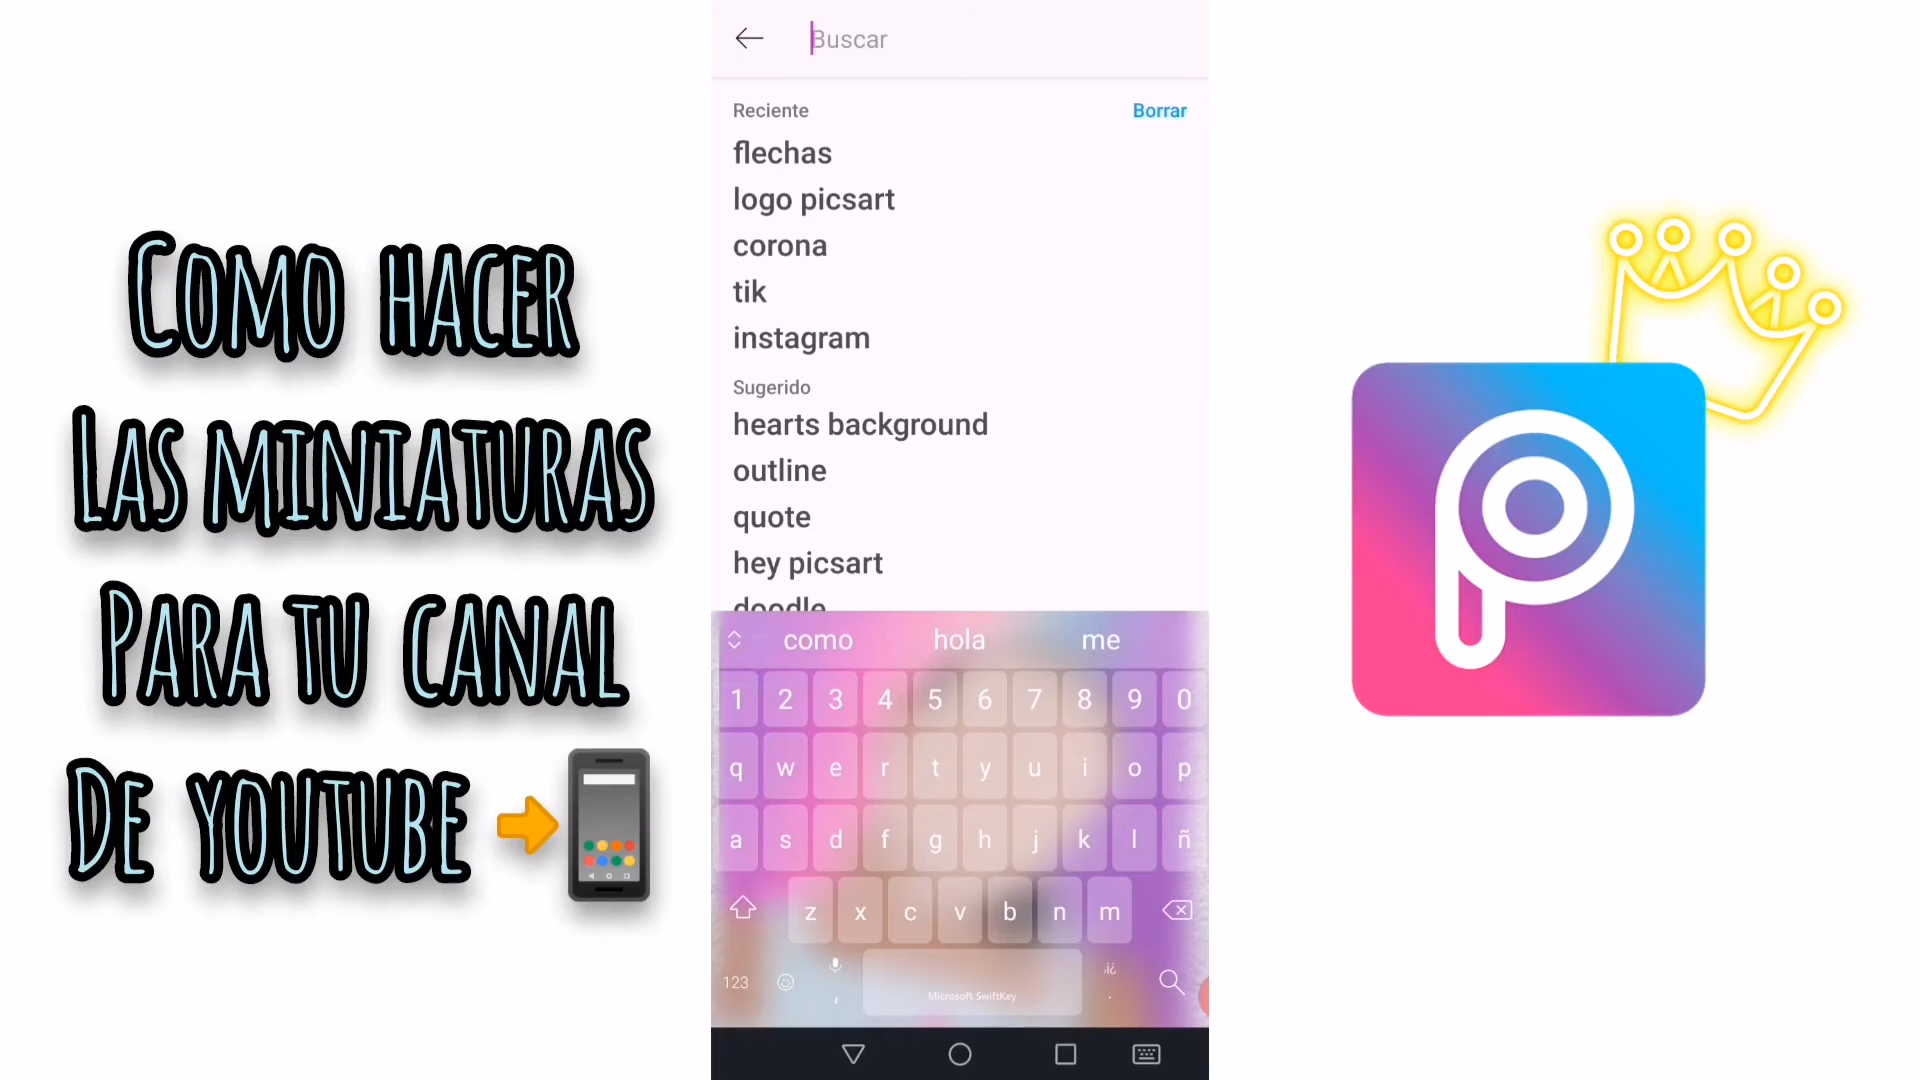 COMO HACER
LAS MINIATURAS
PARA TU CANAL
DE YOUTUBE
Buscar
Reciente
Borrar
flechas
logo picsart
corona
tik
instagram
Sugerido
hearts background
outline
quote
hey picsart
doodle
como hola me
1 2 3 4 5 6 7 8 9 0
q w e r t y u i o p
a s d f g h j k l ñ
z x c v b n m
123 , Microsoft SwiftKey ¡¿ .